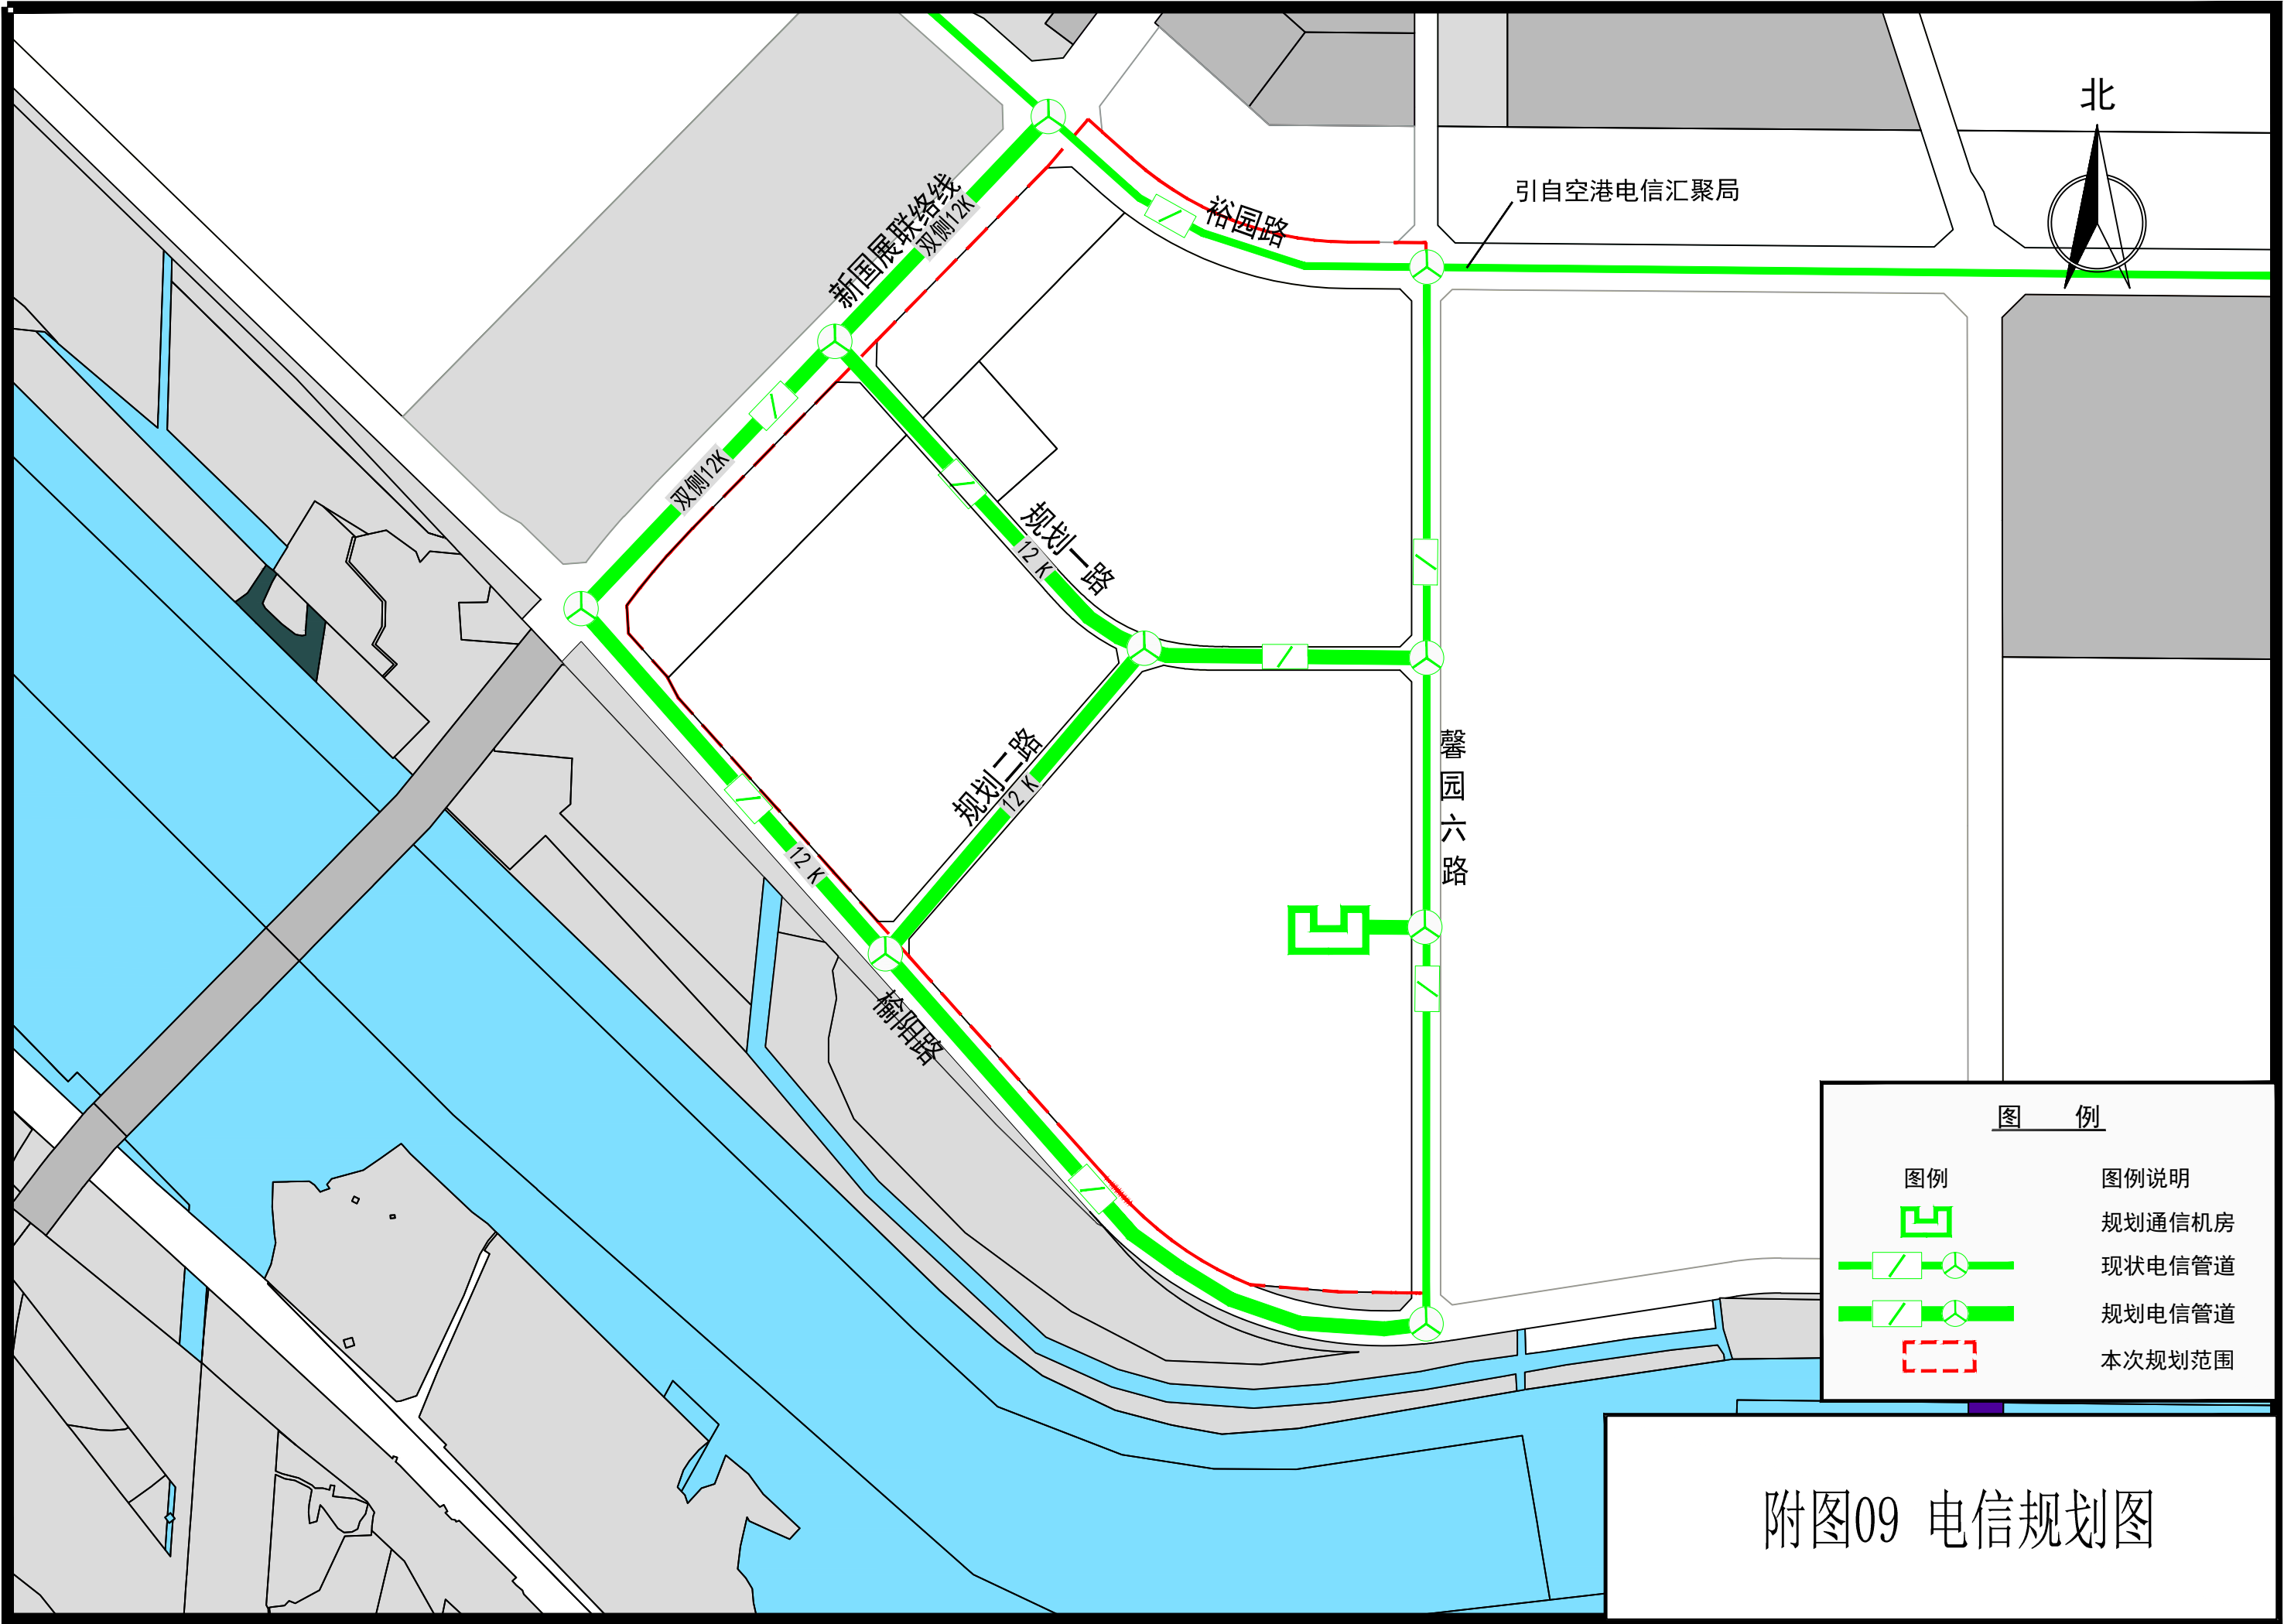 北
引自空港电信汇聚局
裕园路
新国展联络线
双侧12K
双侧12K
规划一路
12 K
规划二路
12 K
馨园六路
12 K
榆阳路
图 例
图例 图例说明
规划通信机房
现状电信管道
规划电信管道
本次规划范围
附图09 电信规划图